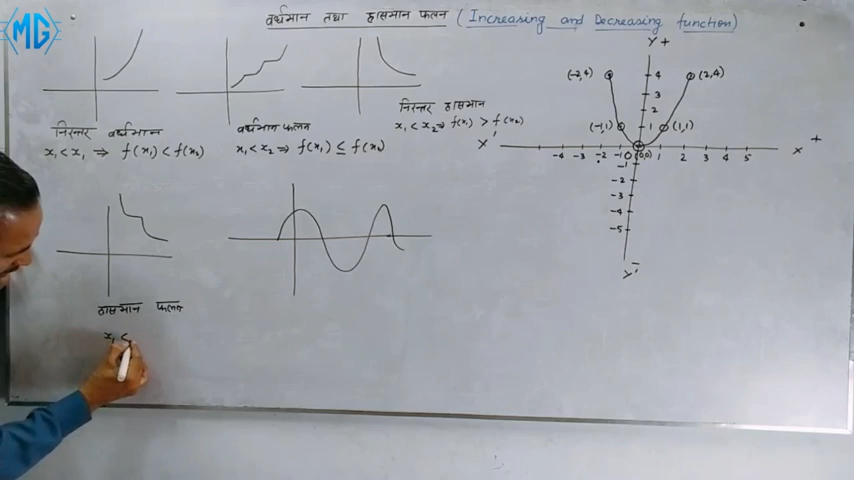 MG
वर्धमान तथा ह्रासमान फलन (Increasing and Decreasing function)
निरन्तर वर्धमान
x₁ < x₁ ⇒ f(x₁) < f(x₂)
वर्धमान फलन
x₁ < x₂ ⇒ f(x₁) ≤ f(x₂)
निरन्तर ह्रासमान
x₁ < x₂ ⇒ f(x₁) > f(x₂)
Y+
(-2,4) 4 (2,4)
3
2
(-1,1) 1 (1,1)
X' X +
-4 -3 -2 -1 0 (0,0) 1 2 3 4 5
-1
-2
-3
-4
-5
Y'
ह्रासमान फलन
x₁ <